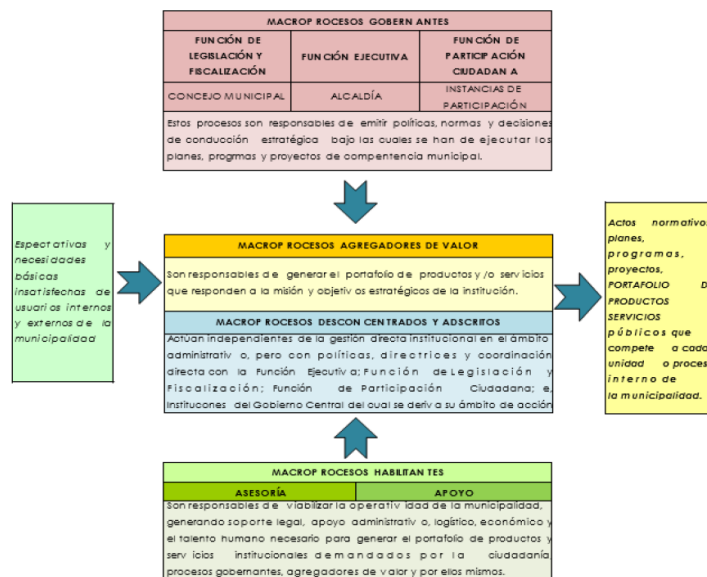 MACROPROCESOS GOBERNANTES
FUNCIÓN DE
LEGISLACIÓN Y
FISCALIZACIÓN
FUNCIÓN EJECUTIVA
FUNCIÓN DE
PARTICIPACIÓN
CIUDADANA
CONCEJO MUNICIPAL
ALCALDÍA
INSTANCIAS DE
PARTICIPACIÓN
Estos procesos son responsables de emitir políticas, normas y decisiones
de conducción estratégica bajo las cuales se han de ejecutar los
planes, progrmas y proyectos de compentencia municipal.
Espectativas y
necesidades
básicas
insatisfechas de
usuarios internos
y externos de la
municipalidad
MACROPROCESOS AGREGADORES DE VALOR
Son responsables de generar el portafolio de productos y/o servicios
que responden a la misión y objetivos estratégicos de la institución.
MACROPROCESOS DESCONCENTRADOS Y ADSCRITOS
Actúan independientes de la gestión directa institucional en el ámbito
administrativo, pero con políticas, directrices y coordinación
directa con la Función Ejecutiva; Función de Legislación y
Fiscalización; Función de Participación Ciudadana; e,
Institucones del Gobierno Central del cual se deriva su ámbito de acción
Actos normativos
planes,
programas,
proyectos,
PORTAFOLIO D
PRODUCTOS
SERVICIOS
públicos que
compete a cada
unidad o proces
interno de
la municipalidad.
MACROPROCESOS HABILITANTES
ASESORÍA
APOYO
Son responsables de viabilizar la operatividad de la municipalidad,
generando soporte legal, apoyo administrativo, logístico, económico y
el talento humano necesario para generar el portafolio de productos y
servicios institucionales demandados por la ciudadanía,
procesos gobernantes, agregadores de valor y por ellos mismos.